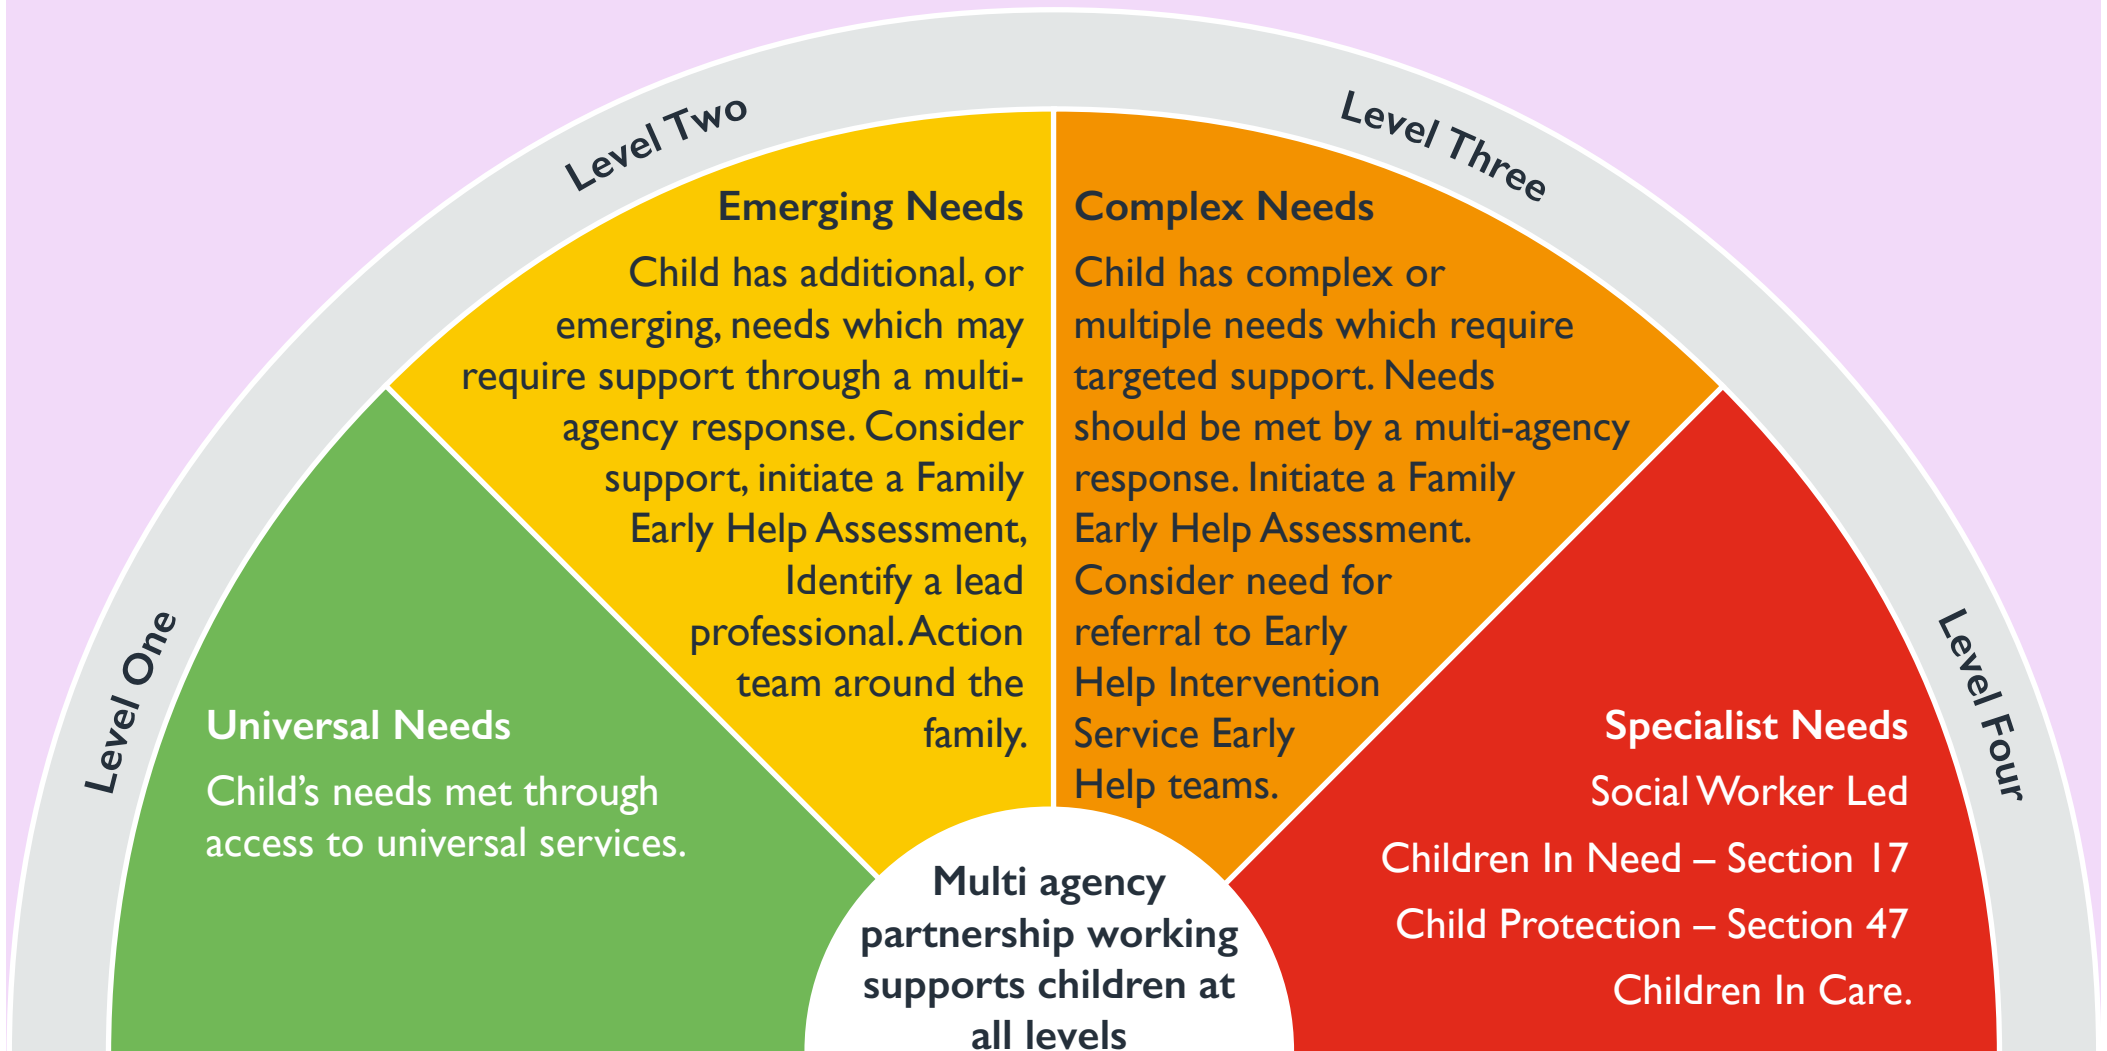 Level One
Universal Needs
Child’s needs met through
access to universal services.
Level Two
Emerging Needs
Child has additional, or
emerging, needs which may
require support through a multi-
agency response. Consider
support, initiate a Family
Early Help Assessment,
Identify a lead
professional. Action
team around the
family.
Level Three
Complex Needs
Child has complex or
multiple needs which require
targeted support. Needs
should be met by a multi-agency
response. Initiate a Family
Early Help Assessment.
Consider need for
referral to Early
Help Intervention
Service Early
Help teams.
Level Four
Specialist Needs
Social Worker Led
Children In Need – Section 17
Child Protection – Section 47
Children In Care.
Multi agency
partnership working
supports children at
all levels